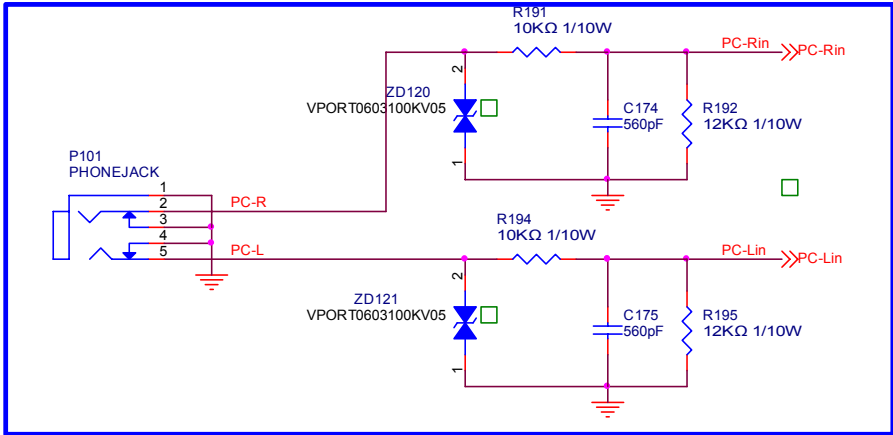 R191
10KΩ 1/10W
PC-Rin
PC-Rin
2
ZD120
VPORT0603100KV05
1
C174
560pF
R192
12KΩ 1/10W
P101
PHONEJACK
1
2
3
4
5
PC-R
PC-L
R194
10KΩ 1/10W
PC-Lin
PC-Lin
2
ZD121
VPORT0603100KV05
1
C175
560pF
R195
12KΩ 1/10W